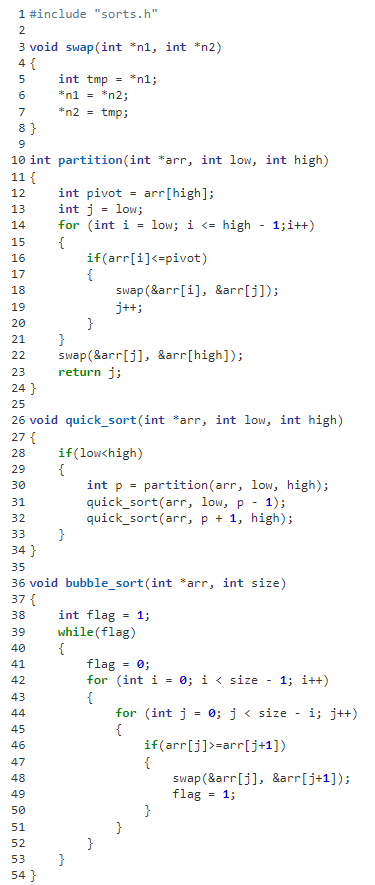 1 #include "sorts.h"
2
3 void swap(int *n1, int *n2)
4 {
5     int tmp = *n1;
6     *n1 = *n2;
7     *n2 = tmp;
8 }
9
10 int partition(int *arr, int low, int high)
11 {
12     int pivot = arr[high];
13     int j = low;
14     for (int i = low; i <= high - 1;i++)
15     {
16         if(arr[i]<=pivot)
17         {
18             swap(&arr[i], &arr[j]);
19             j++;
20         }
21     }
22     swap(&arr[j], &arr[high]);
23     return j;
24 }
25
26 void quick_sort(int *arr, int low, int high)
27 {
28     if(low<high)
29     {
30         int p = partition(arr, low, high);
31         quick_sort(arr, low, p - 1);
32         quick_sort(arr, p + 1, high);
33     }
34 }
35
36 void bubble_sort(int *arr, int size)
37 {
38     int flag = 1;
39     while(flag)
40     {
41         flag = 0;
42         for (int i = 0; i < size - 1; i++)
43         {
44             for (int j = 0; j < size - i; j++)
45             {
46                 if(arr[j]>=arr[j+1])
47                 {
48                     swap(&arr[j], &arr[j+1]);
49                     flag = 1;
50                 }
51             }
52         }
53     }
54 }